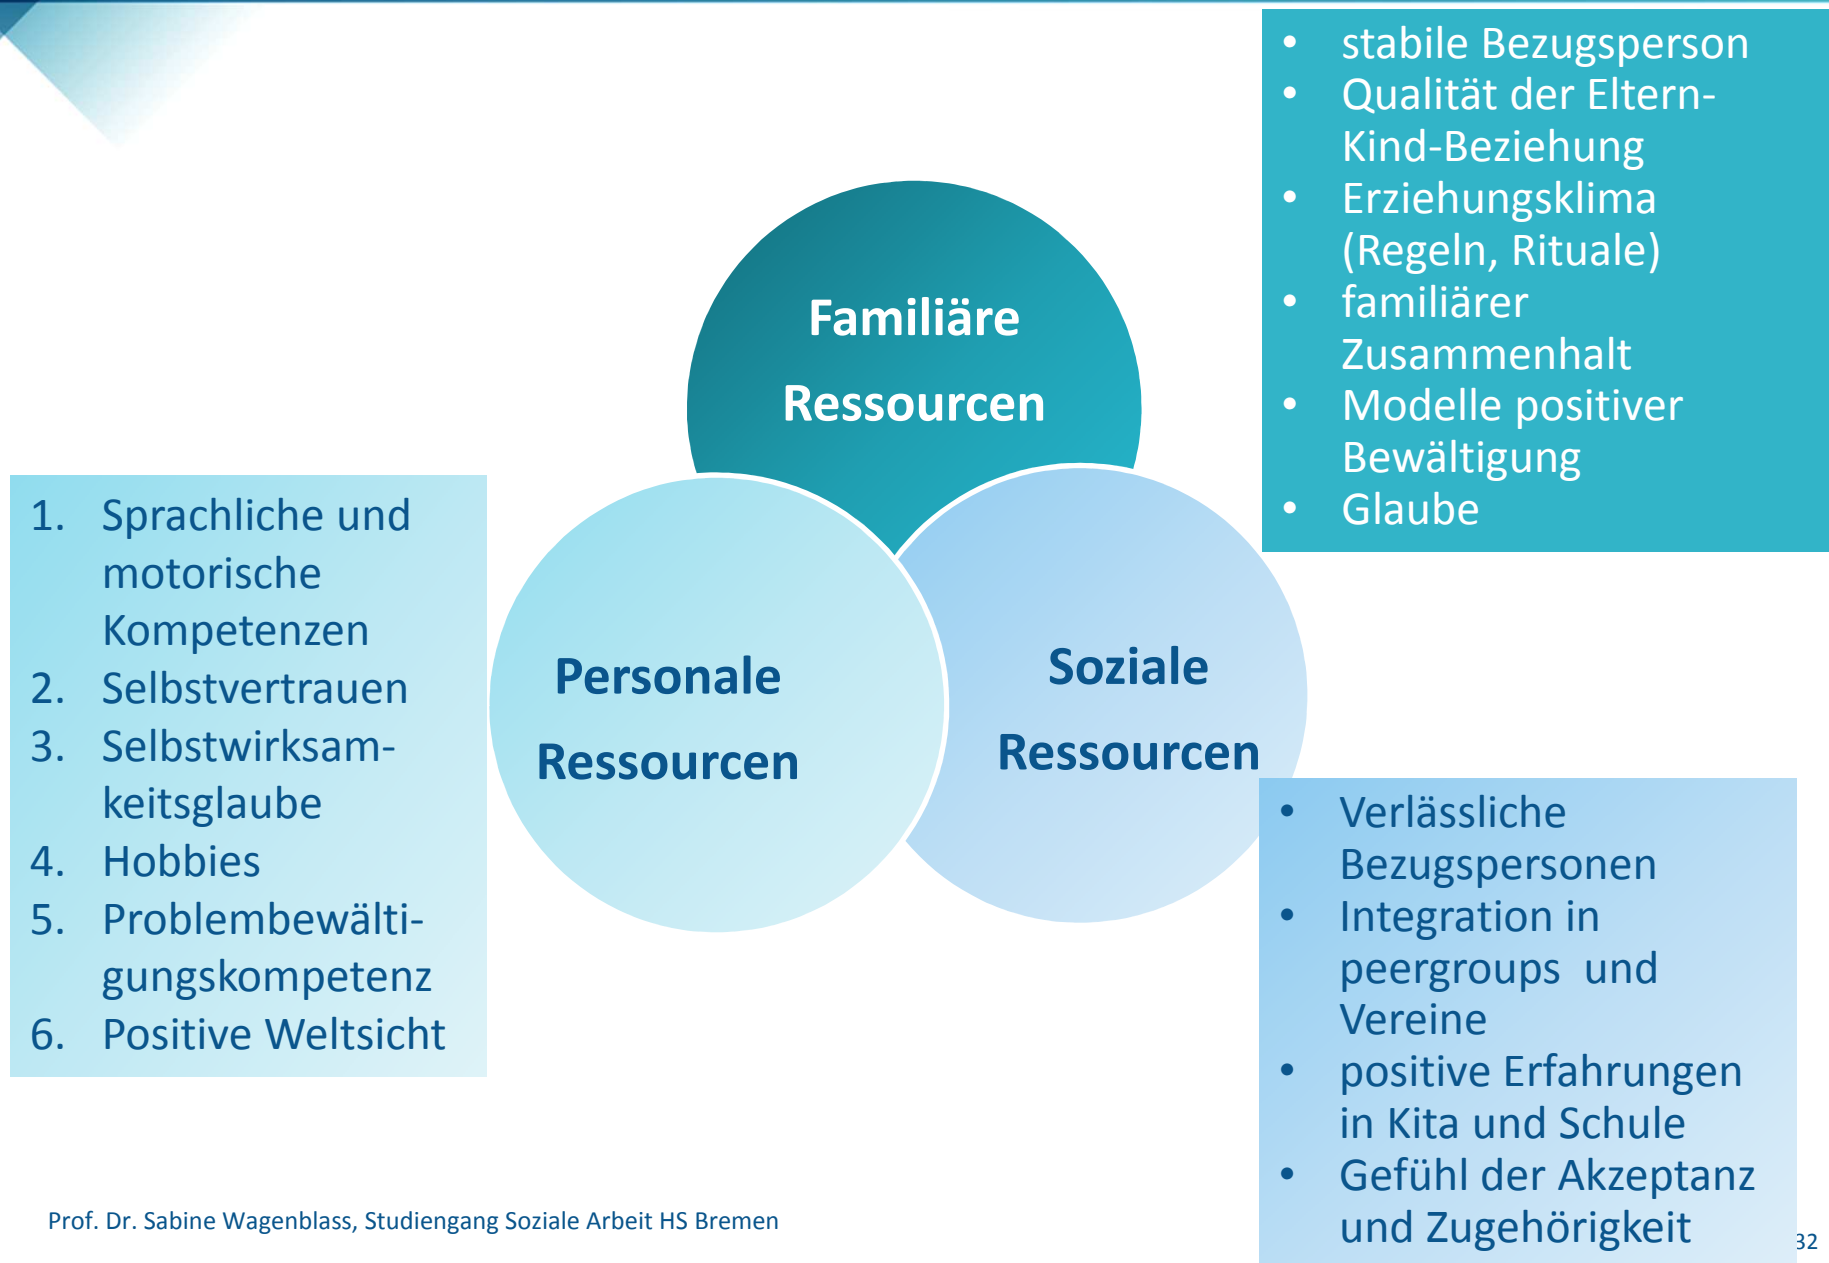 • stabile Bezugsperson
• Qualität der Eltern-
Kind-Beziehung
• Erziehungsklima
(Regeln, Rituale)
• familiärer
Zusammenhalt
• Modelle positiver
Bewältigung
• Glaube
Familiäre
Ressourcen
1. Sprachliche und
motorische
Kompetenzen
2. Selbstvertrauen
3. Selbstwirksam-
keitsglaube
4. Hobbies
5. Problembewälti-
gungskompetenz
6. Positive Weltsicht
Personale
Ressourcen
Soziale
Ressourcen
• Verlässliche
Bezugspersonen
• Integration in
peergroups  und
Vereine
• positive Erfahrungen
in Kita und Schule
• Gefühl der Akzeptanz
und Zugehörigkeit
Prof. Dr. Sabine Wagenblass, Studiengang Soziale Arbeit HS Bremen
32